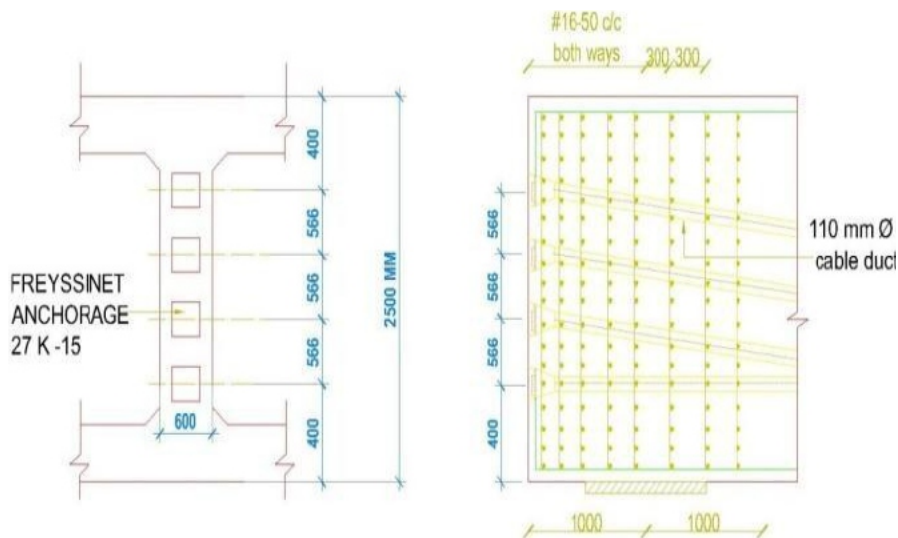 #16-50 c/c
both ways
300
300
400
566
566
566
400
2500 MM
600
FREYSSINET
ANCHORAGE
27 K -15
566
566
566
400
110 mm Ø
cable duct
1000
1000